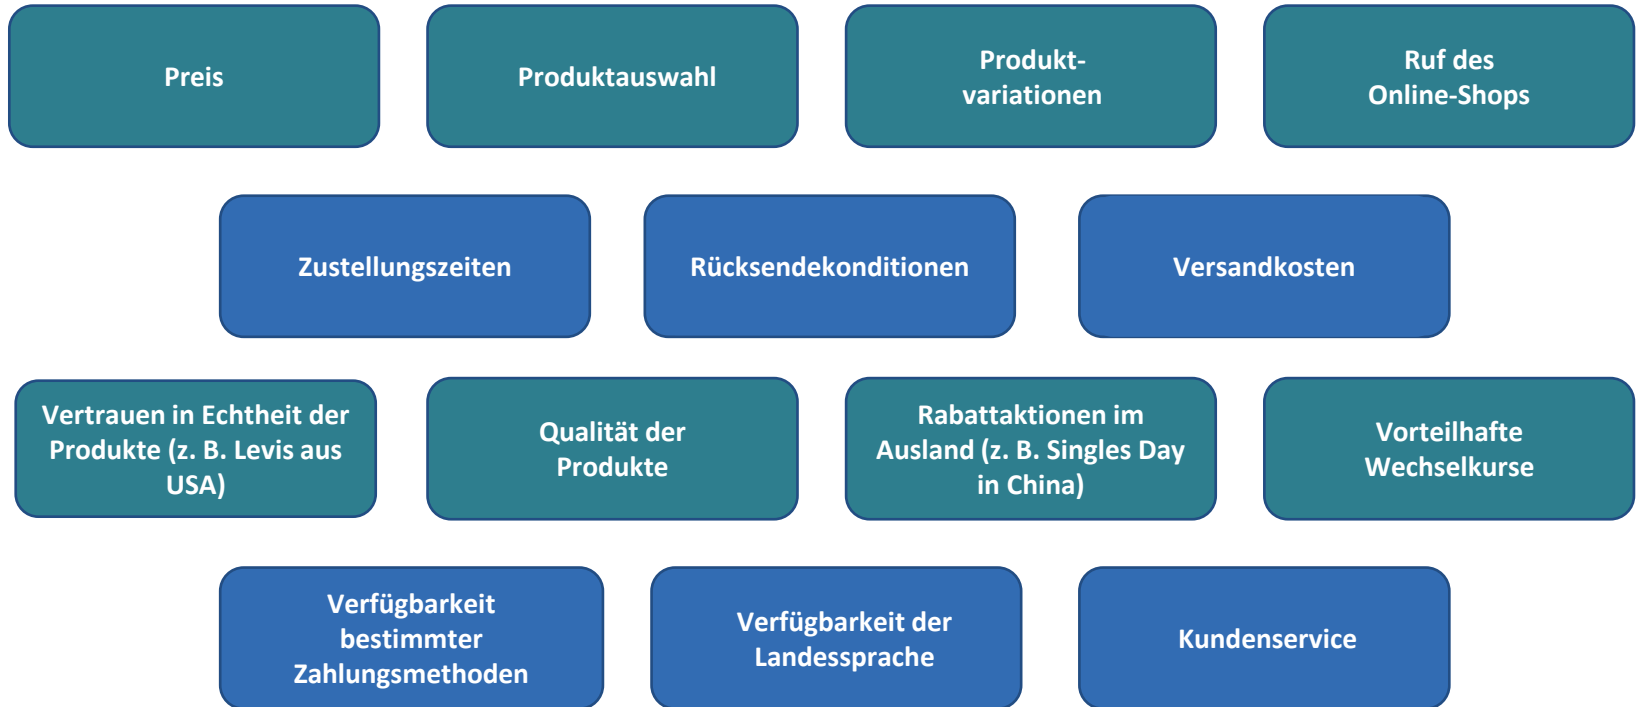 Preis
Produktauswahl
Produkt-
variationen
Ruf des
Online-Shops
Zustellungszeiten
Rücksendekonditionen
Versandkosten
Vertrauen in Echtheit der
Produkte (z. B. Levis aus
USA)
Qualität der
Produkte
Rabattaktionen im
Ausland (z. B. Singles Day
in China)
Vorteilhafte
Wechselkurse
Verfügbarkeit
bestimmter
Zahlungsmethoden
Verfügbarkeit der
Landessprache
Kundenservice